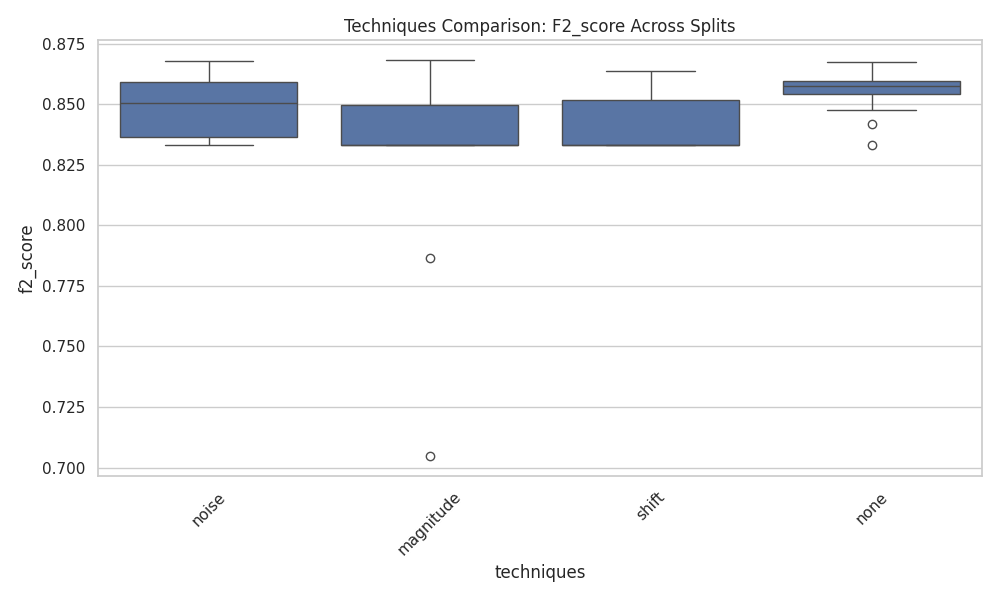 Techniques Comparison: F2_score Across Splits
f2_score
0.875
0.850
0.825
0.800
0.775
0.750
0.725
0.700
noise
magnitude
shift
none
techniques